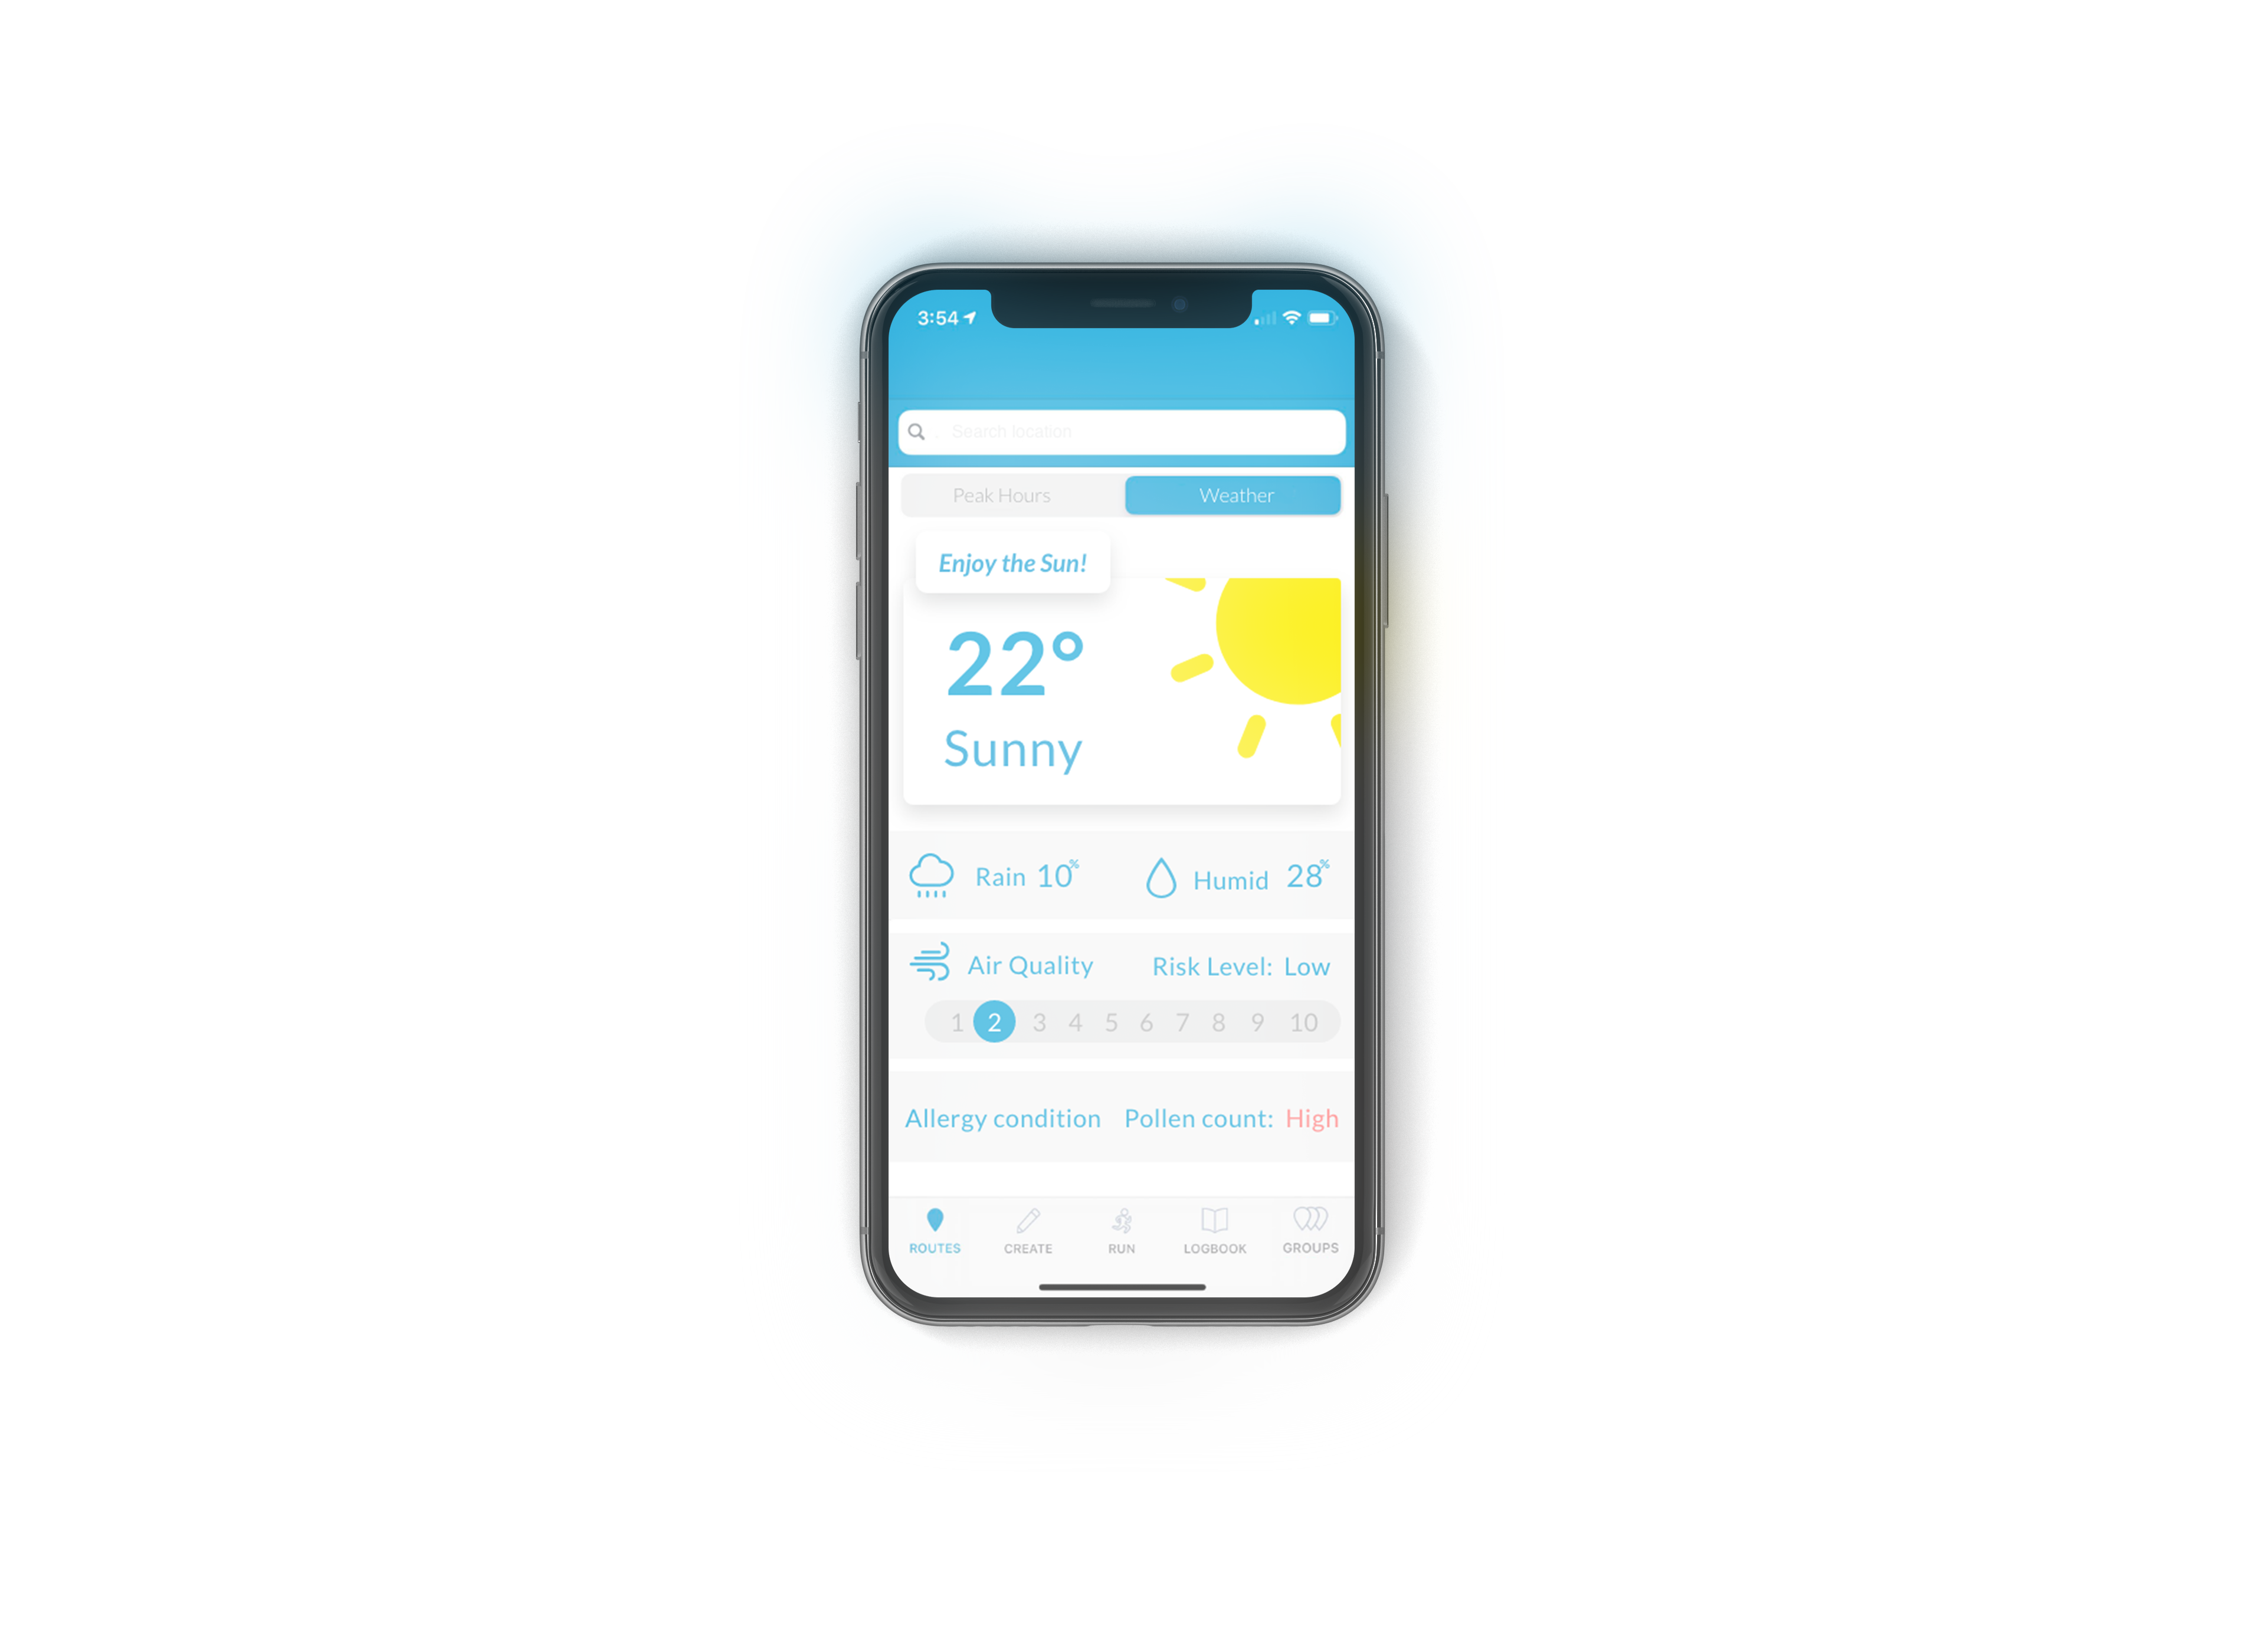 3:54
Search location
Peak Hours Weather
Enjoy the Sun!
22°
Sunny
Rain 10% Humid 28%
Air Quality Risk Level: Low
1 2 3 4 5 6 7 8 9 10
Allergy condition Pollen count: High
ROUTES CREATE RUN LOGBOOK GROUPS